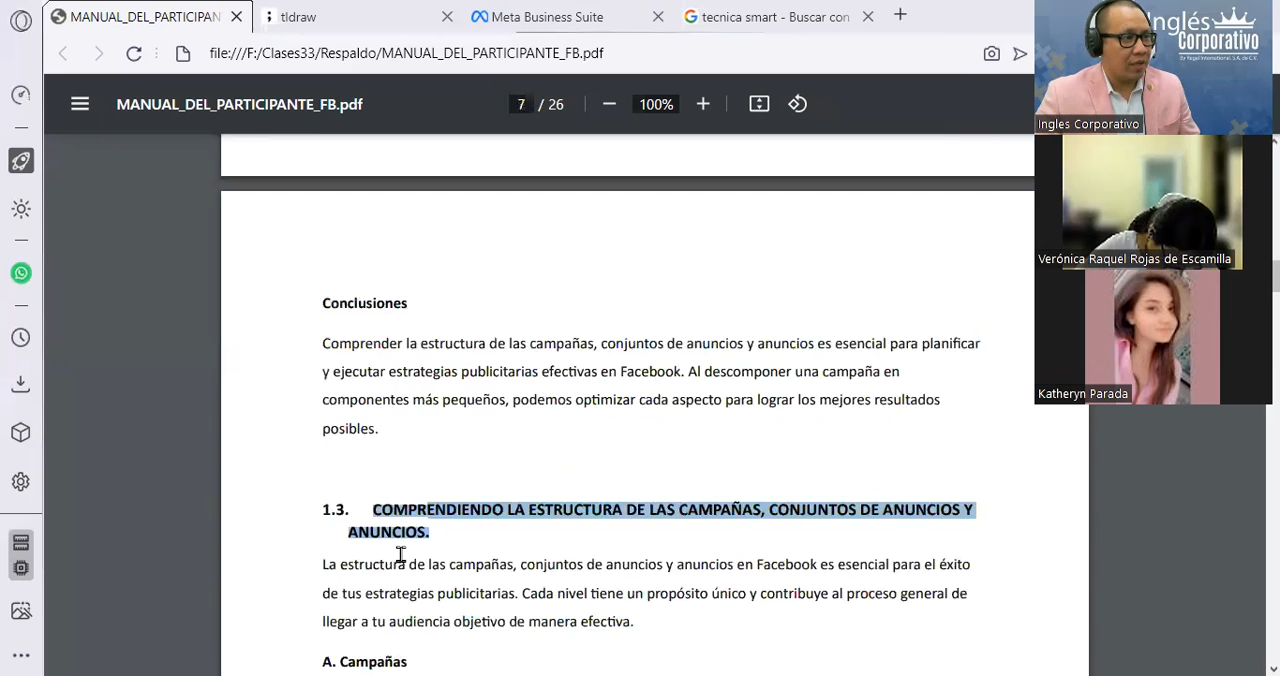 MANUAL_DEL_PARTICIPAN
tldraw
Meta Business Suite
tecnica smart - Buscar con
file:///F:/Clases33/Respaldo/MANUAL_DEL_PARTICIPANTE_FB.pdf
MANUAL_DEL_PARTICIPANTE_FB.pdf
7 / 26
100%
Inglés
Corporativo
By Regal International, S.A. de C.V.
Ingles Corporativo
Verónica Raquel Rojas de Escamilla
Katheryn Parada
Conclusiones
Comprender la estructura de las campañas, conjuntos de anuncios y anuncios es esencial para planificar
y ejecutar estrategias publicitarias efectivas en Facebook. Al descomponer una campaña en
componentes más pequeños, podemos optimizar cada aspecto para lograr los mejores resultados
posibles.
1.3. COMPRENDIENDO LA ESTRUCTURA DE LAS CAMPAÑAS, CONJUNTOS DE ANUNCIOS Y
ANUNCIOS.
La estructura de las campañas, conjuntos de anuncios y anuncios en Facebook es esencial para el éxito
de tus estrategias publicitarias. Cada nivel tiene un propósito único y contribuye al proceso general de
llegar a tu audiencia objetivo de manera efectiva.
A. Campañas